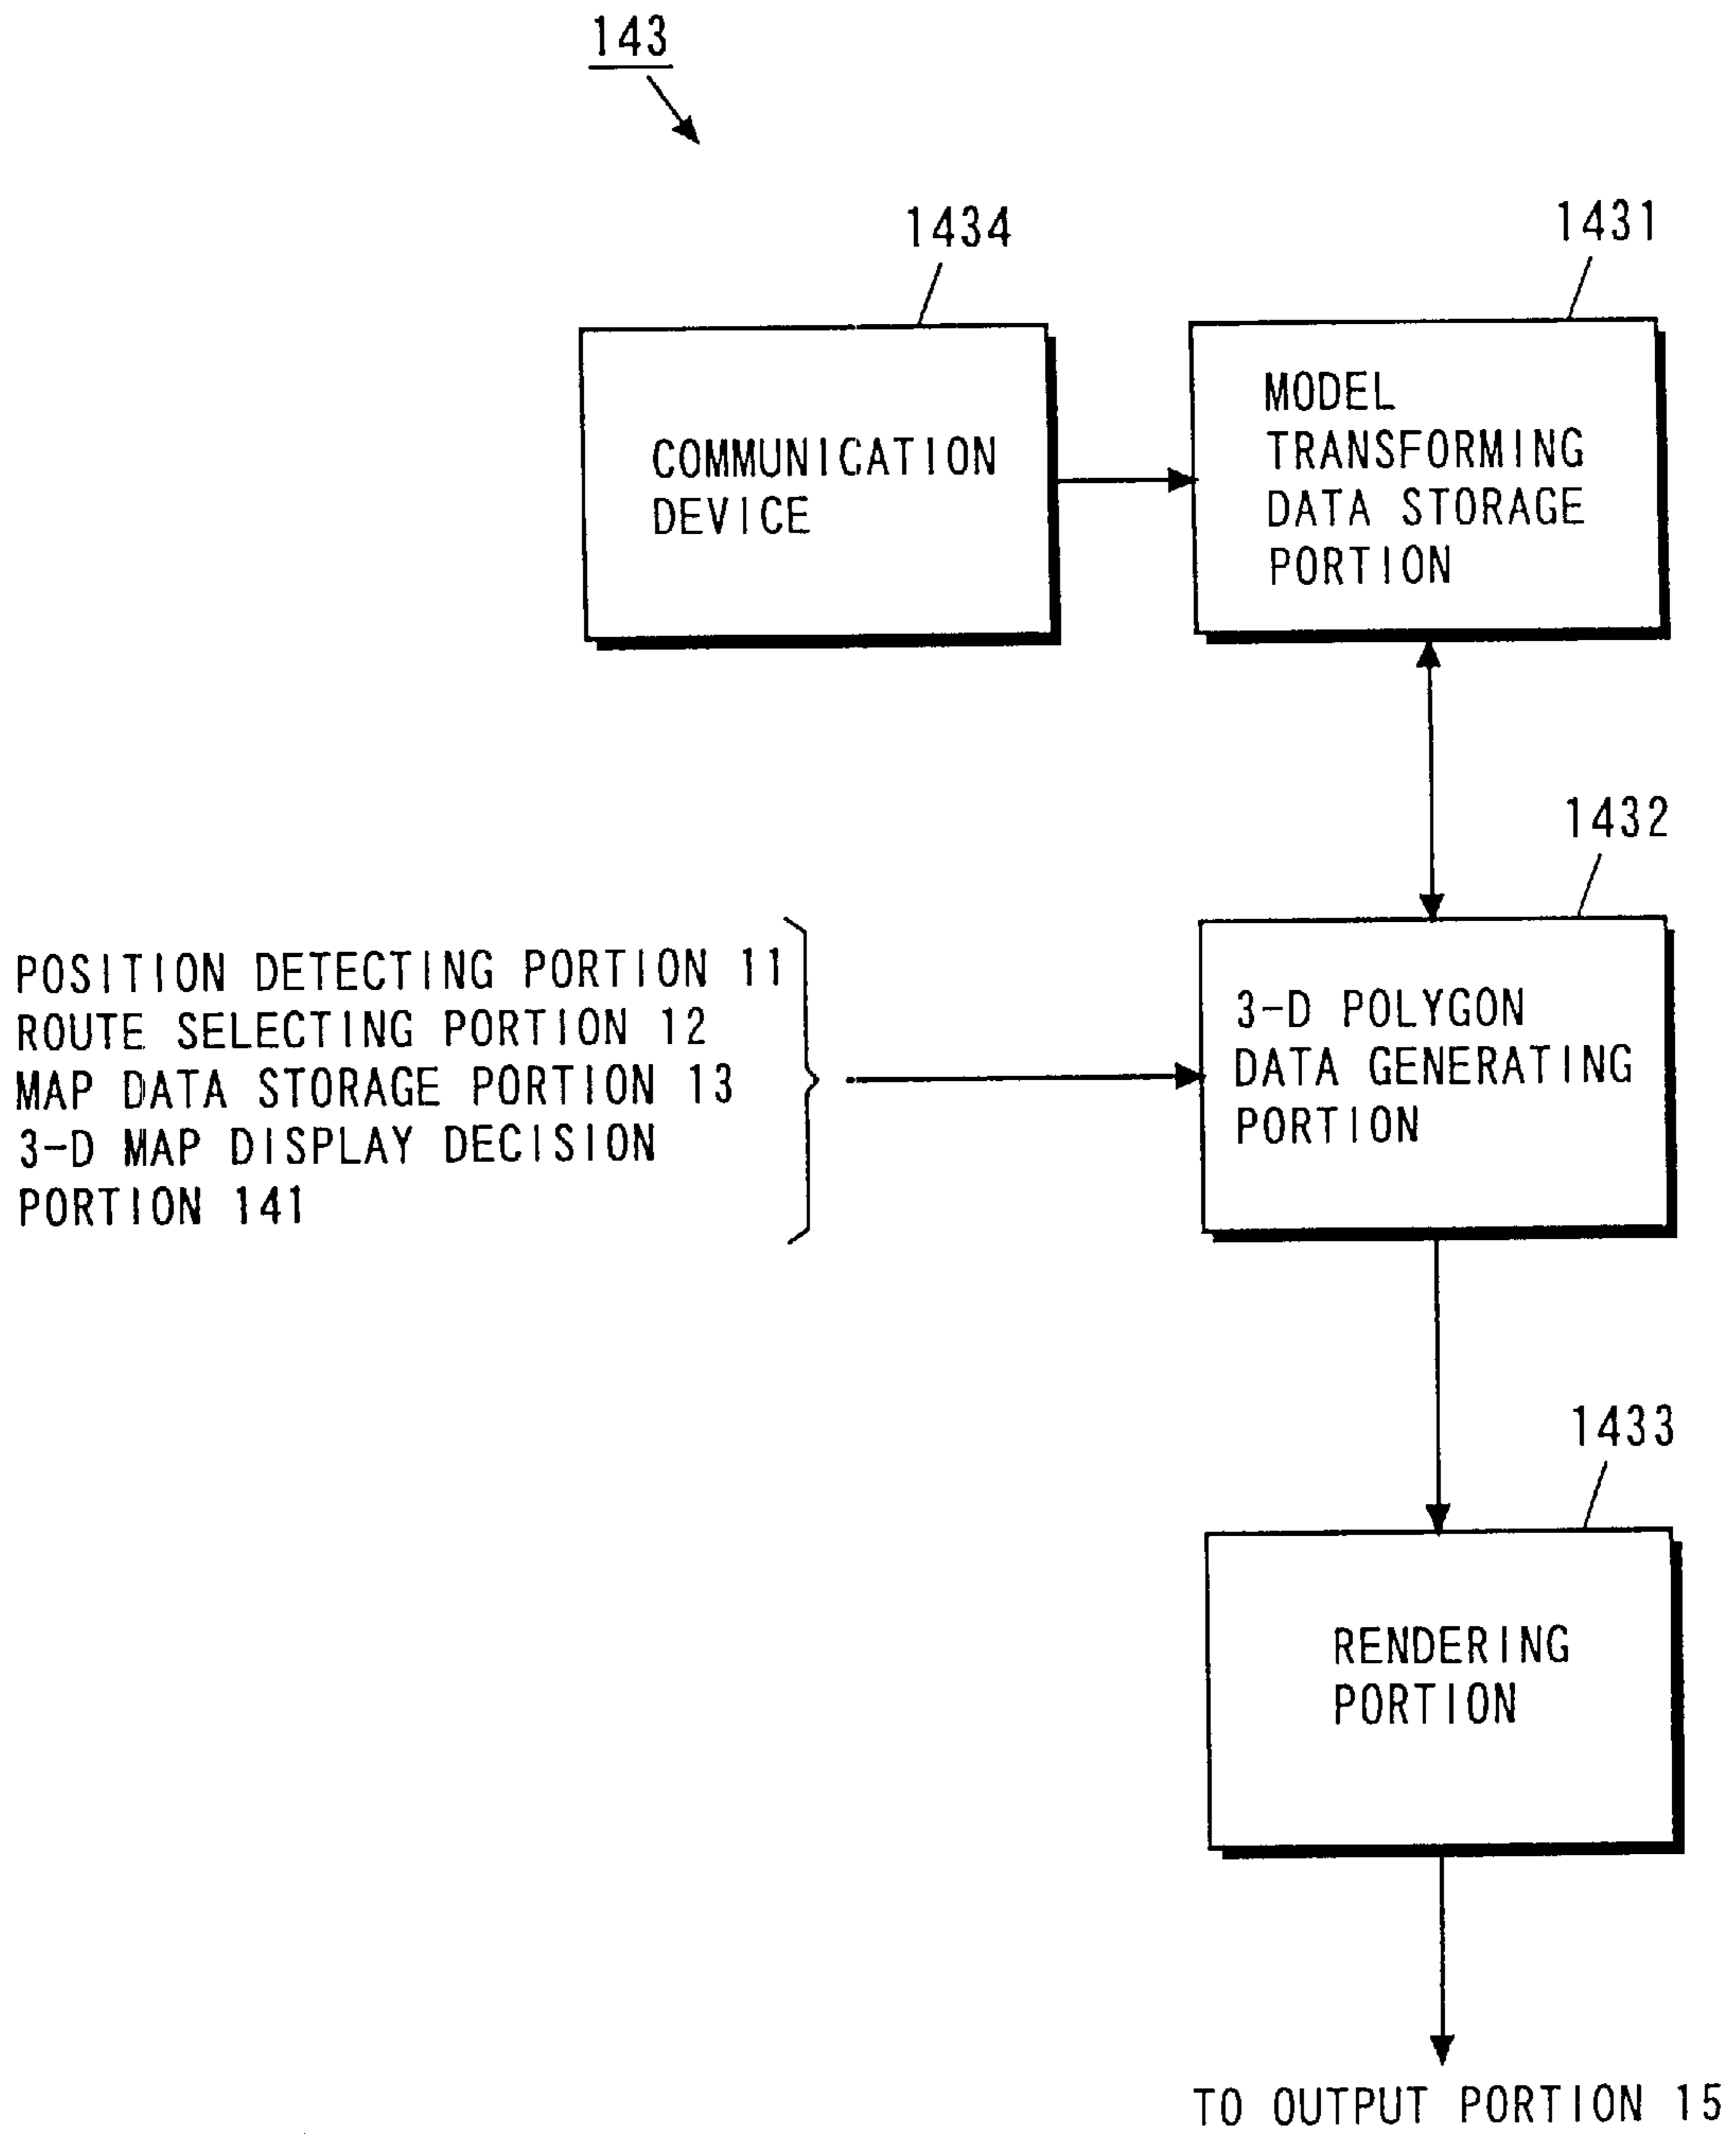 143
1434
1431
COMMUNICATION
DEVICE
MODEL
TRANSFORMING
DATA STORAGE
PORTION
1432
POSITION DETECTING PORTION 11
ROUTE SELECTING PORTION 12
MAP DATA STORAGE PORTION 13
3-D MAP DISPLAY DECISION
PORTION 141
3-D POLYGON
DATA GENERATING
PORTION
1433
RENDERING
PORTION
TO OUTPUT PORTION 15